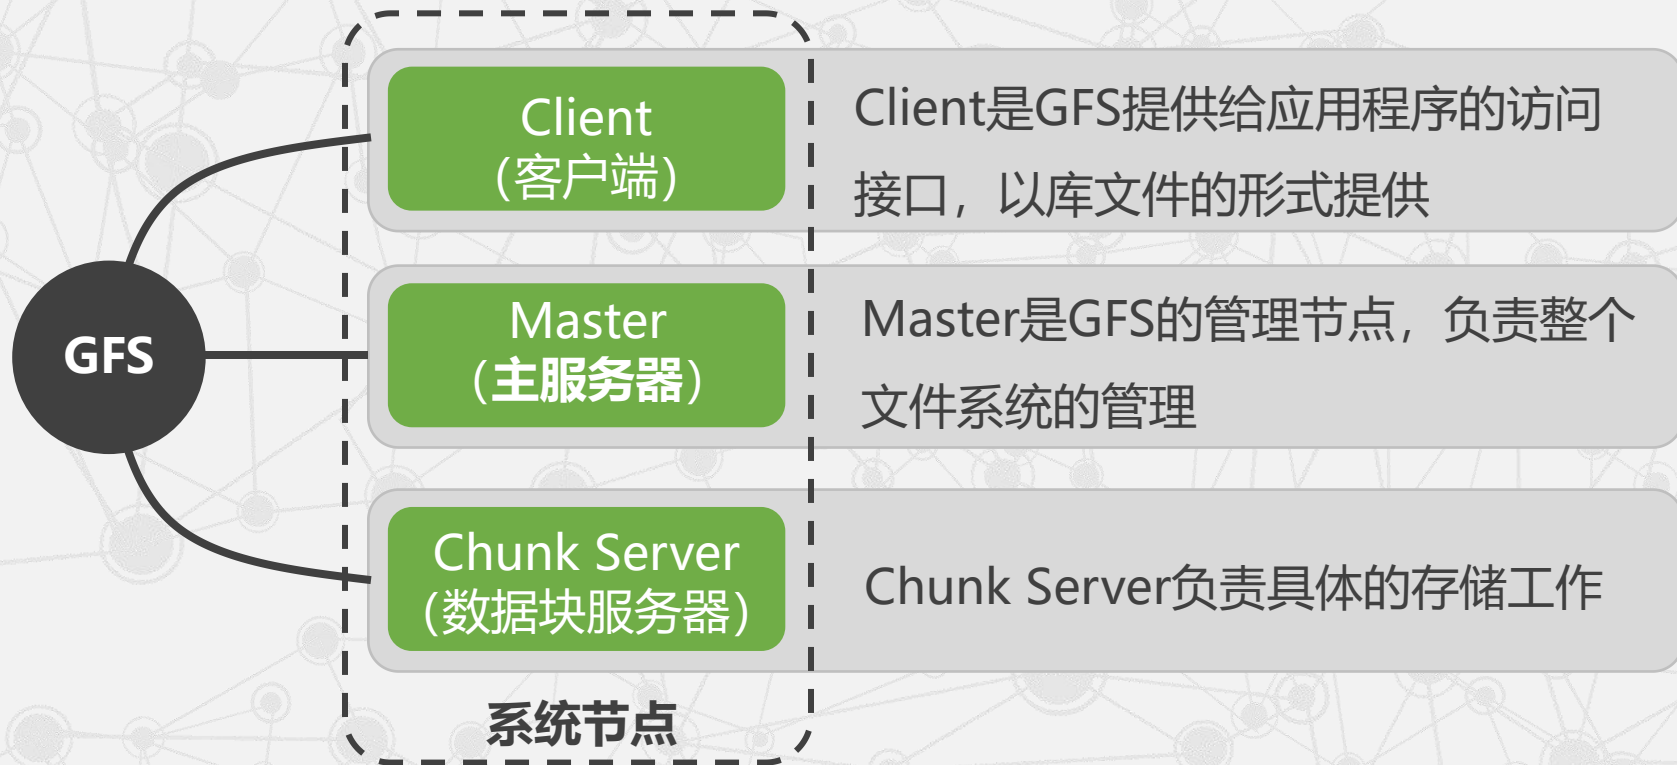 GFS
Client
（客户端）
Client是GFS提供给应用程序的访问
接口，以库文件的形式提供
Master
（主服务器）
Master是GFS的管理节点，负责整个
文件系统的管理
Chunk Server
（数据块服务器）
Chunk Server负责具体的存储工作
系统节点